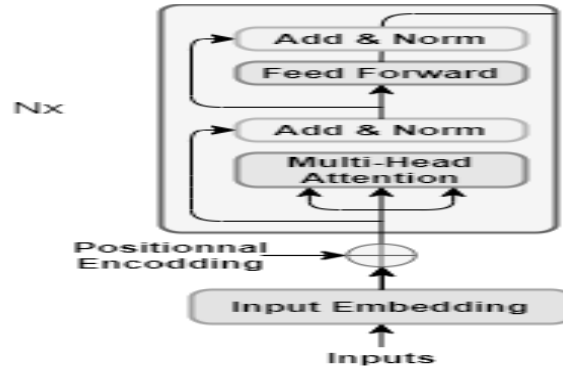 Add & Norm
Feed Forward
Nx
Add & Norm
Multi-Head
Attention
Positionnal
Encodding
Input Embedding
Inputs